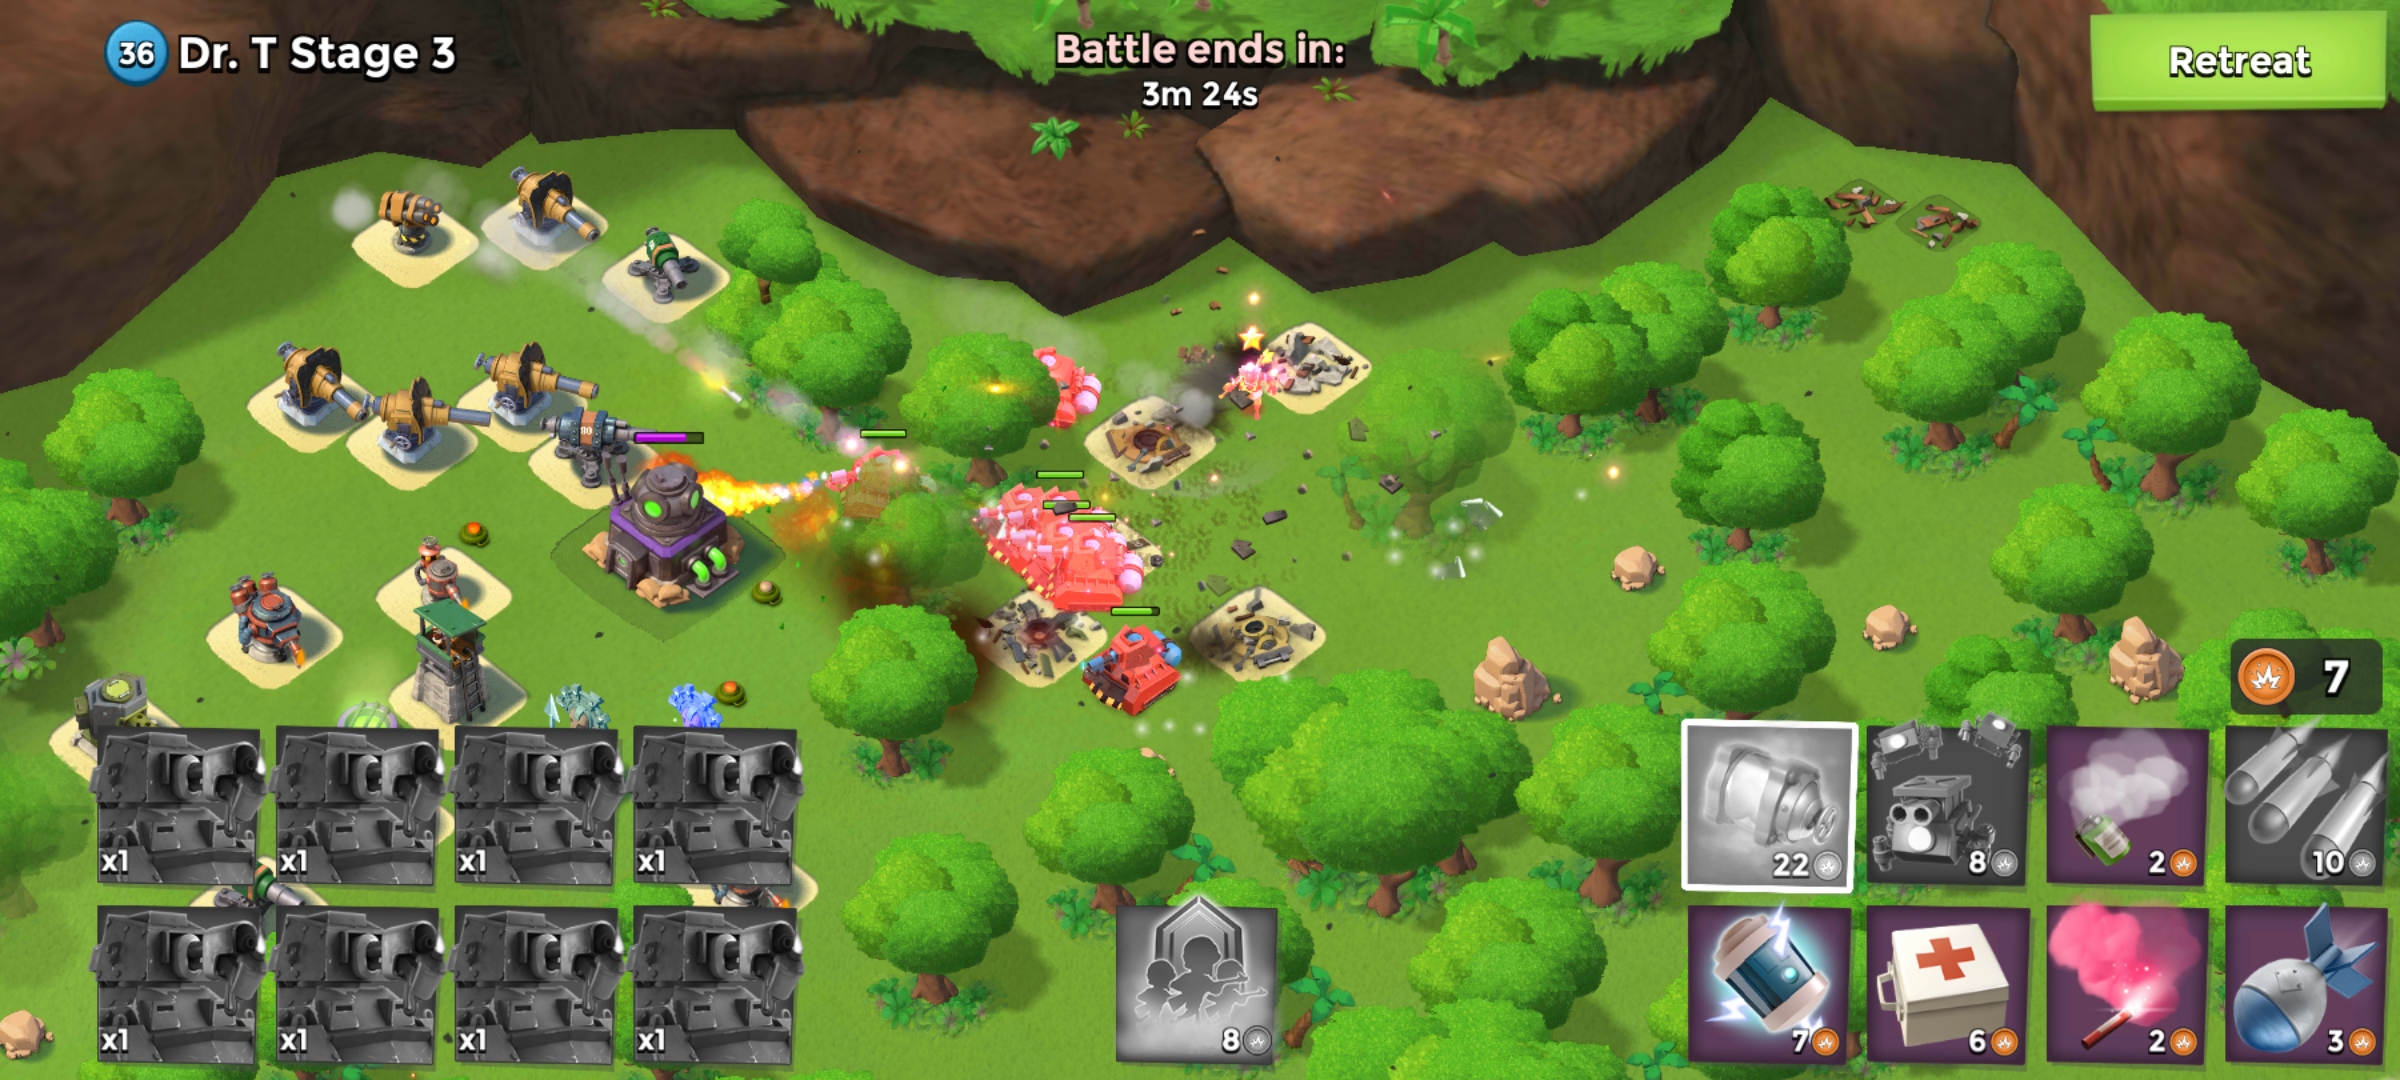 36 Dr. T Stage 3
Battle ends in:
3m 24s
Retreat
80
7
x1 x1 x1 x1
22 8 2 10
x1 x1 x1 x1
8
7 6 2 3